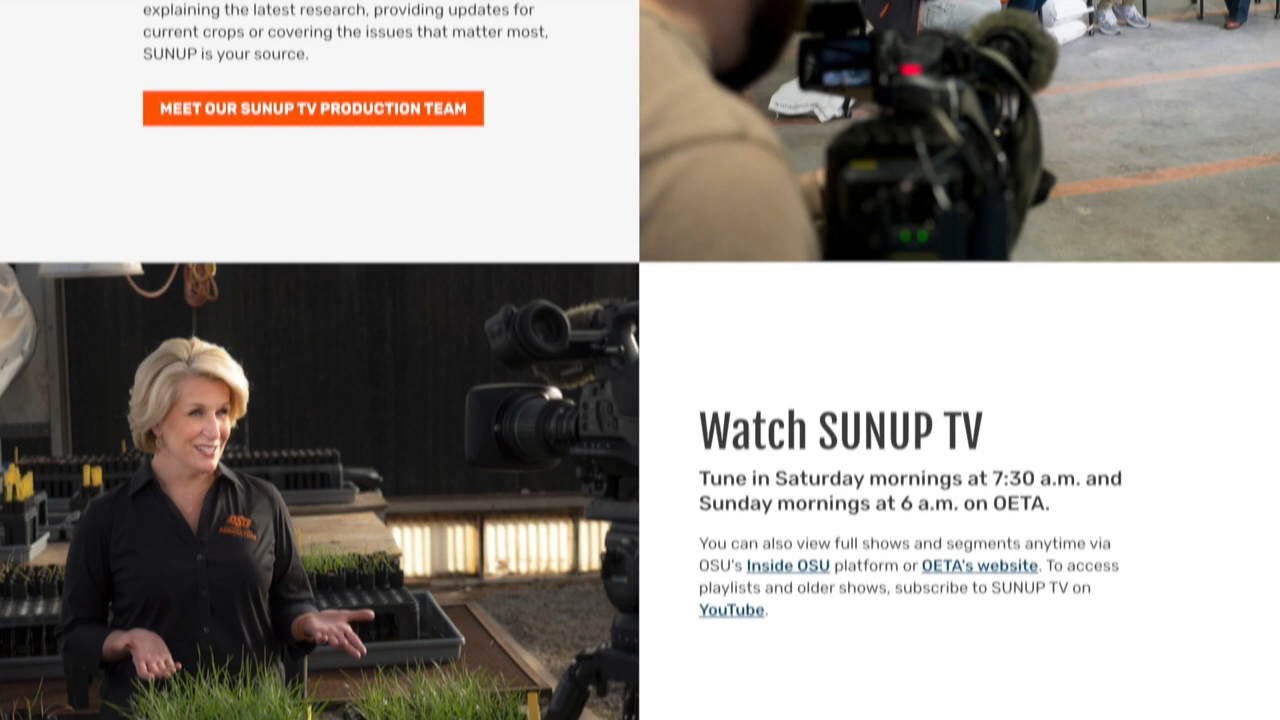 explaining the latest research, providing updates for
current crops or covering the issues that matter most,
SUNUP is your source.
MEET OUR SUNUP TV PRODUCTION TEAM
OSU
AGRICULTURE
Watch SUNUP TV
Tune in Saturday mornings at 7:30 a.m. and
Sunday mornings at 6 a.m. on OETA.
You can also view full shows and segments anytime via
OSU's Inside OSU platform or OETA's website. To access
playlists and older shows, subscribe to SUNUP TV on
YouTube.